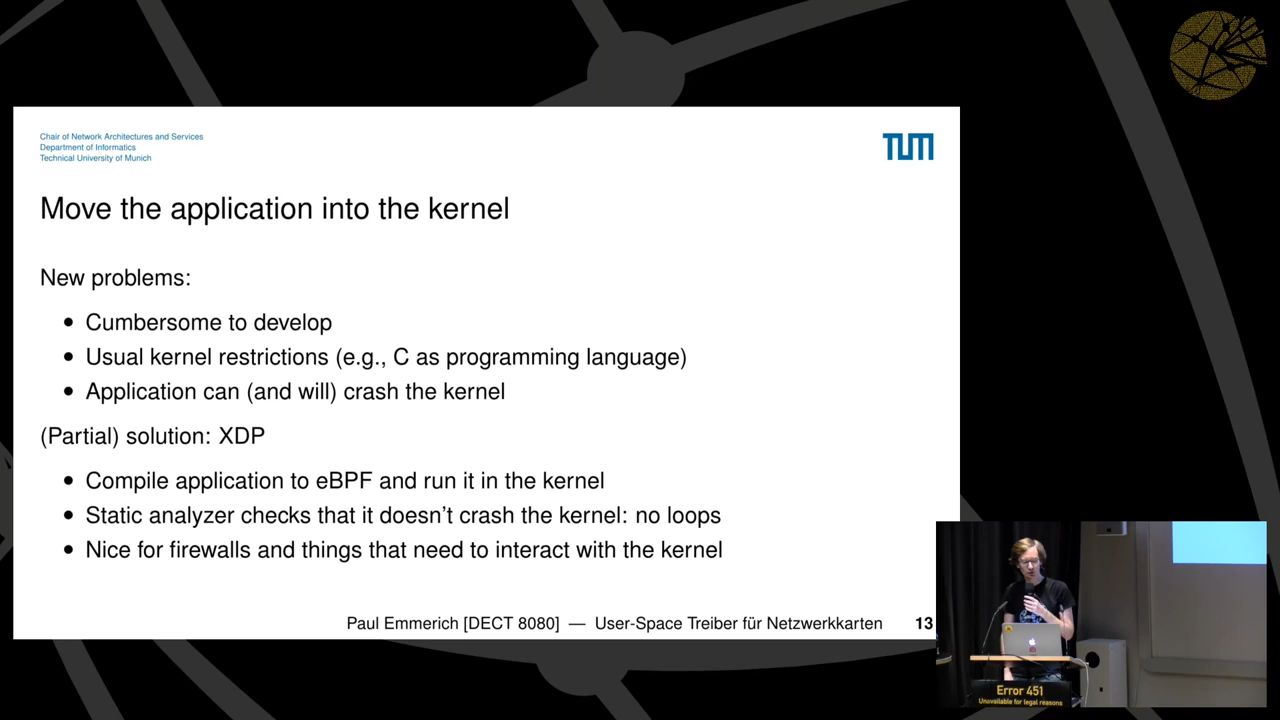 Chair of Network Architectures and Services
Department of Informatics
Technical University of Munich
TUM
Move the application into the kernel
New problems:
• Cumbersome to develop
• Usual kernel restrictions (e.g., C as programming language)
• Application can (and will) crash the kernel
(Partial) solution: XDP
• Compile application to eBPF and run it in the kernel
• Static analyzer checks that it doesn't crash the kernel: no loops
• Nice for firewalls and things that need to interact with the kernel
Paul Emmerich [DECT 8080] — User-Space Treiber für Netzwerkkarten 13
Error 451
Unavailable for legal reasons